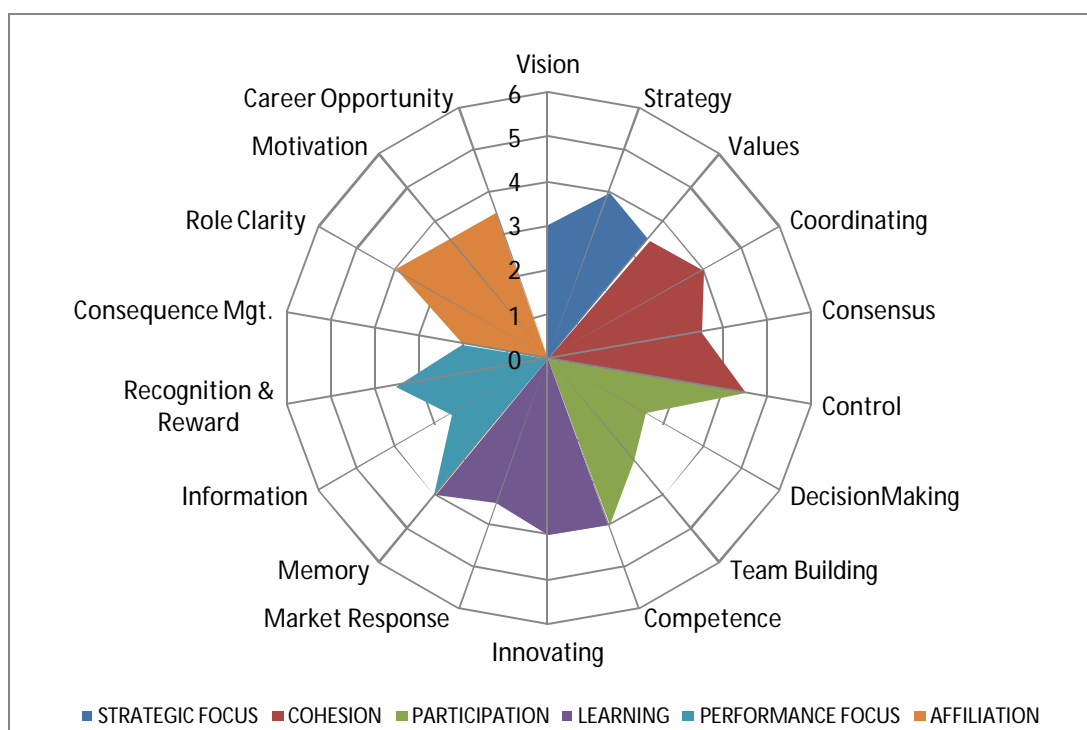 Vision
Career Opportunity
6
Strategy
Motivation
5
Values
4
Role Clarity
3
Coordinating
2
Consequence Mgt.
1
Consensus
0
Recognition &
Reward
Control
Information
DecisionMaking
Memory
Team Building
Market Response
Competence
Innovating
STRATEGIC FOCUS COHESION PARTICIPATION LEARNING PERFORMANCE FOCUS AFFILIATION